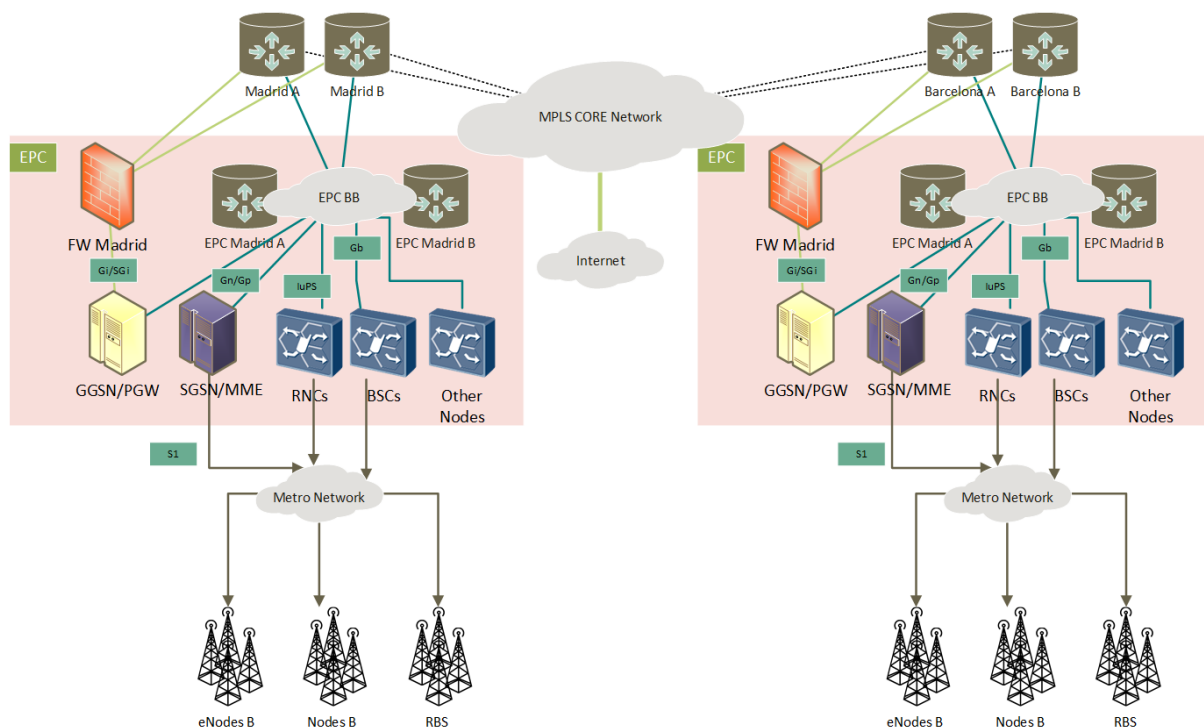 Madrid A
Madrid B
Barcelona A
Barcelona B
MPLS CORE Network
EPC
EPC
EPC BB
EPC BB
FW Madrid
EPC Madrid A
EPC Madrid B
FW Madrid
EPC Madrid A
EPC Madrid B
Internet
Gi/SGi
Gn/Gp
IuPS
Gb
Gi/SGi
Gn/Gp
IuPS
Gb
GGSN/PGW
SGSN/MME
RNCs
BSCs
Other
Nodes
GGSN/PGW
SGSN/MME
RNCs
BSCs
Other
Nodes
S1
S1
Metro Network
Metro Network
eNodes B
Nodes B
RBS
eNodes B
Nodes B
RBS